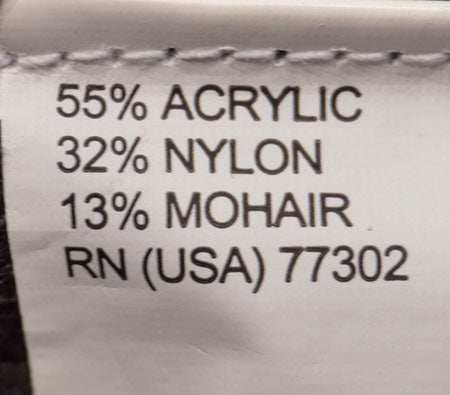 55% ACRYLIC
32% NYLON
13% MOHAIR
RN (USA) 77302